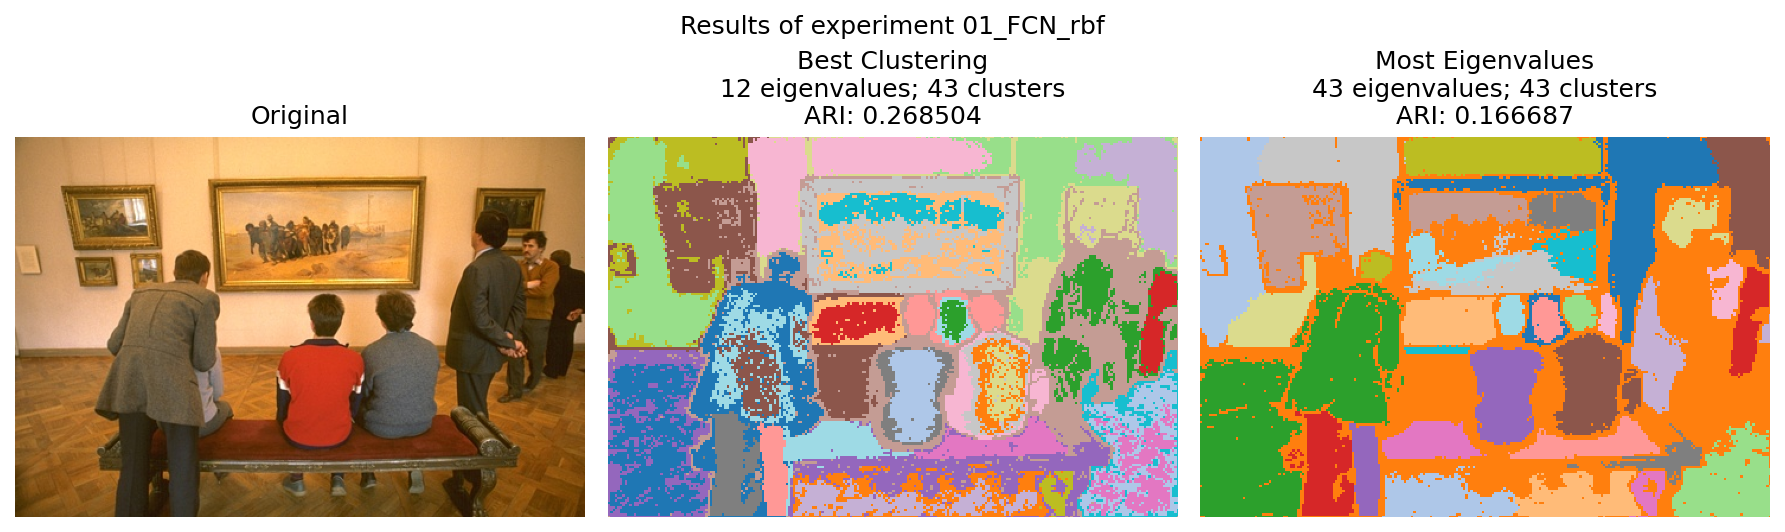 Results of experiment 01_FCN_rbf
Original
Best Clustering
12 eigenvalues; 43 clusters
ARI: 0.268504
Most Eigenvalues
43 eigenvalues; 43 clusters
ARI: 0.166687